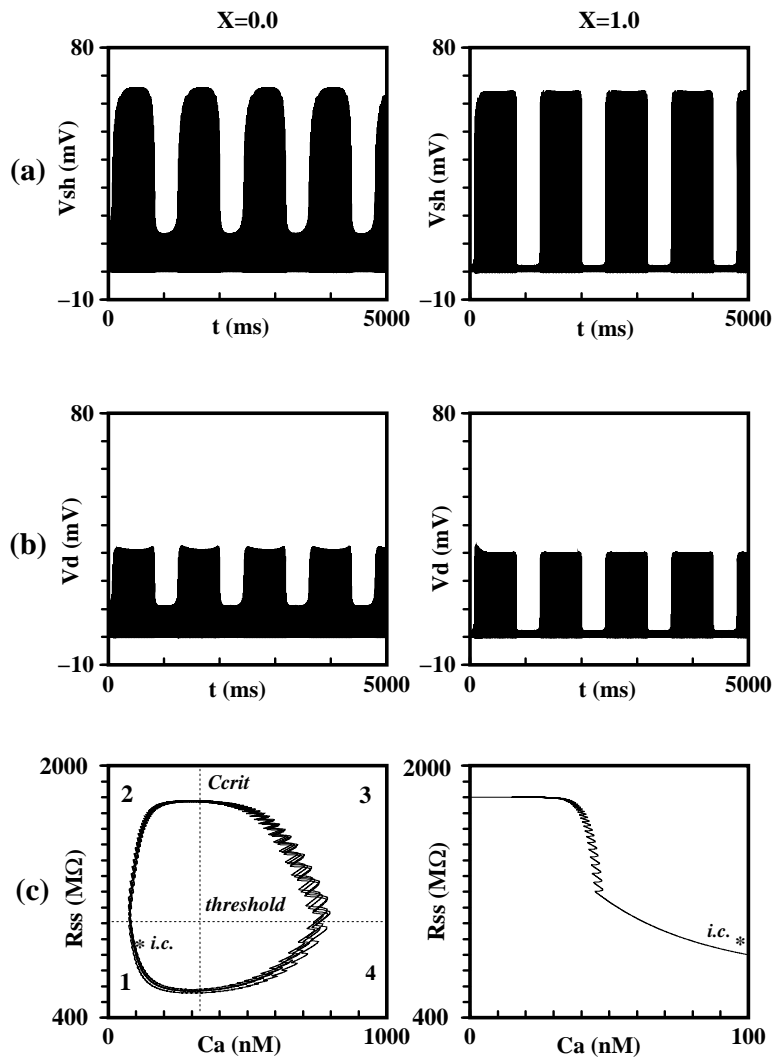 X=0.0
X=1.0
(a)
80
Vsh (mV)
−10
0
t (ms)
5000
80
Vsh (mV)
−10
0
t (ms)
5000
(b)
80
Vd (mV)
−10
0
t (ms)
5000
80
Vd (mV)
−10
0
t (ms)
5000
(c)
2000
Rss (MΩ)
400
2
Ccrit
3
threshold
* i.c.
1
4
0
Ca (nM)
1000
2000
Rss (MΩ)
400
i.c. *
0
Ca (nM)
100